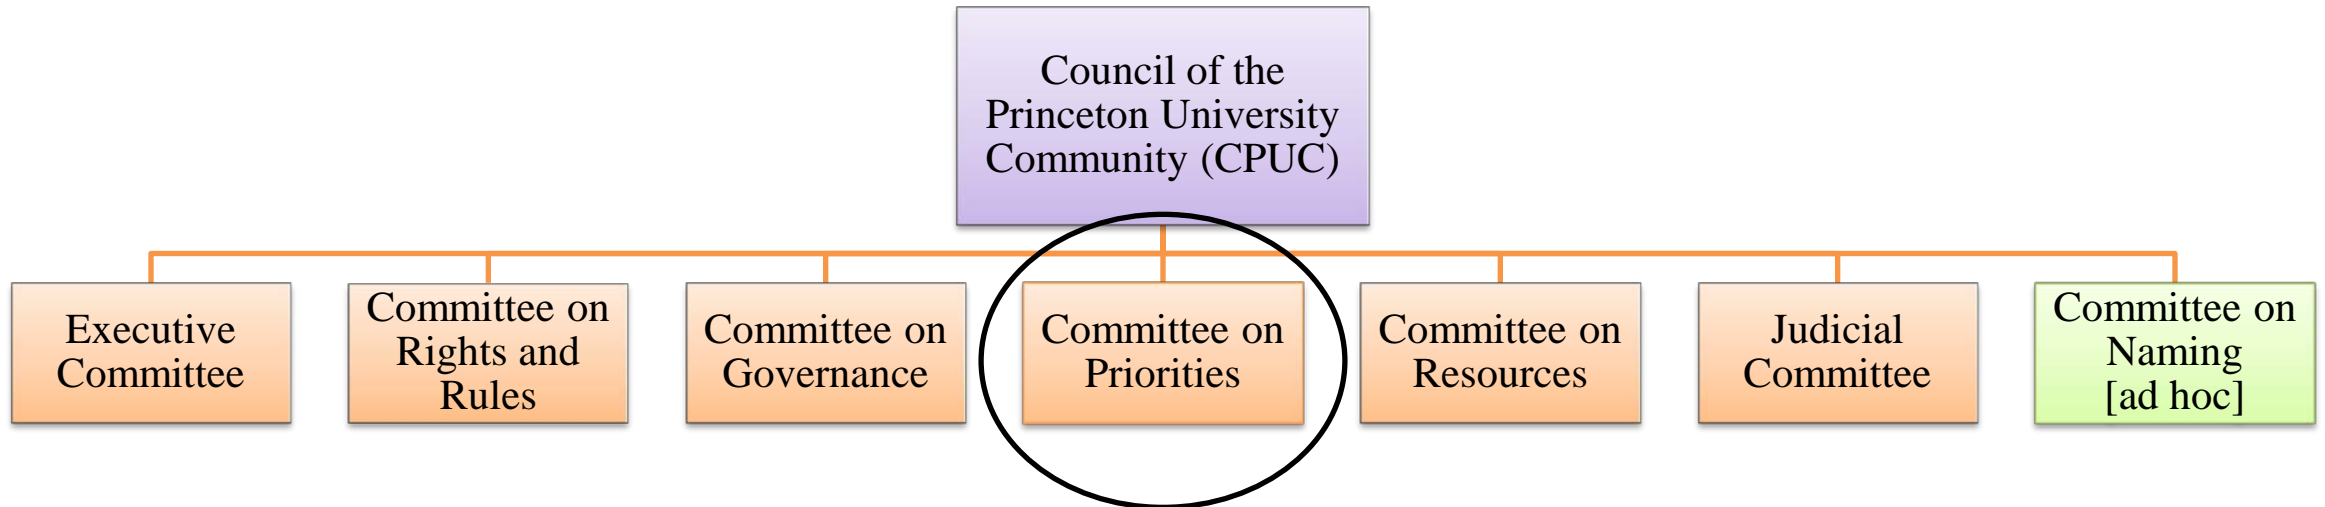 Council of the
Princeton University
Community (CPUC)
Executive
Committee
Committee on
Rights and
Rules
Committee on
Governance
Committee on
Priorities
Committee on
Resources
Judicial
Committee
Committee on
Naming
[ad hoc]